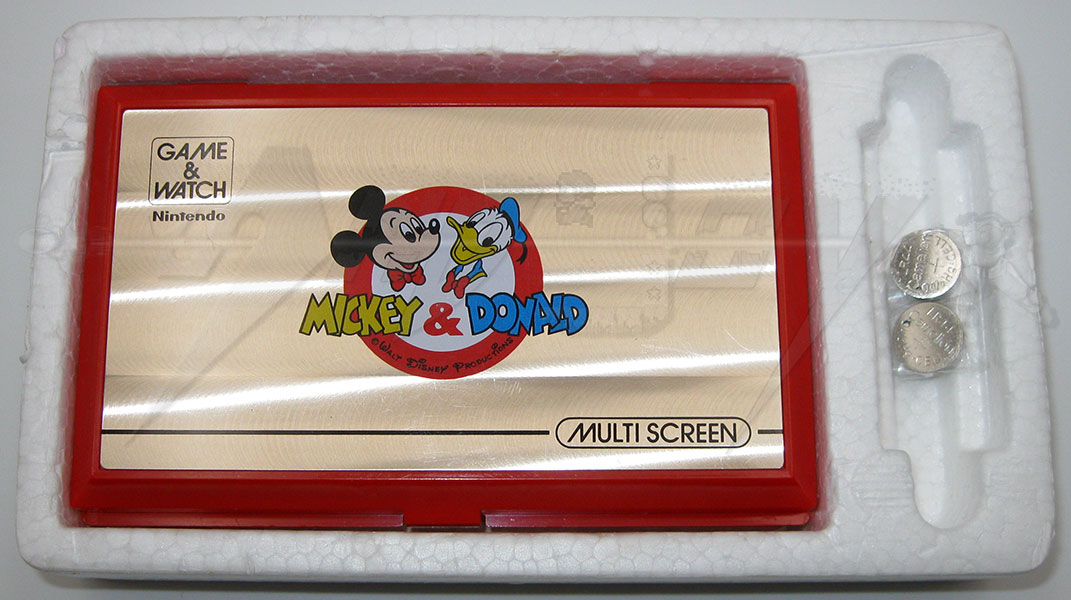 GAME
&
WATCH
Nintendo
MICKEY & DONALD
© WALT DISNEY PRODUCTIONS
MULTI SCREEN